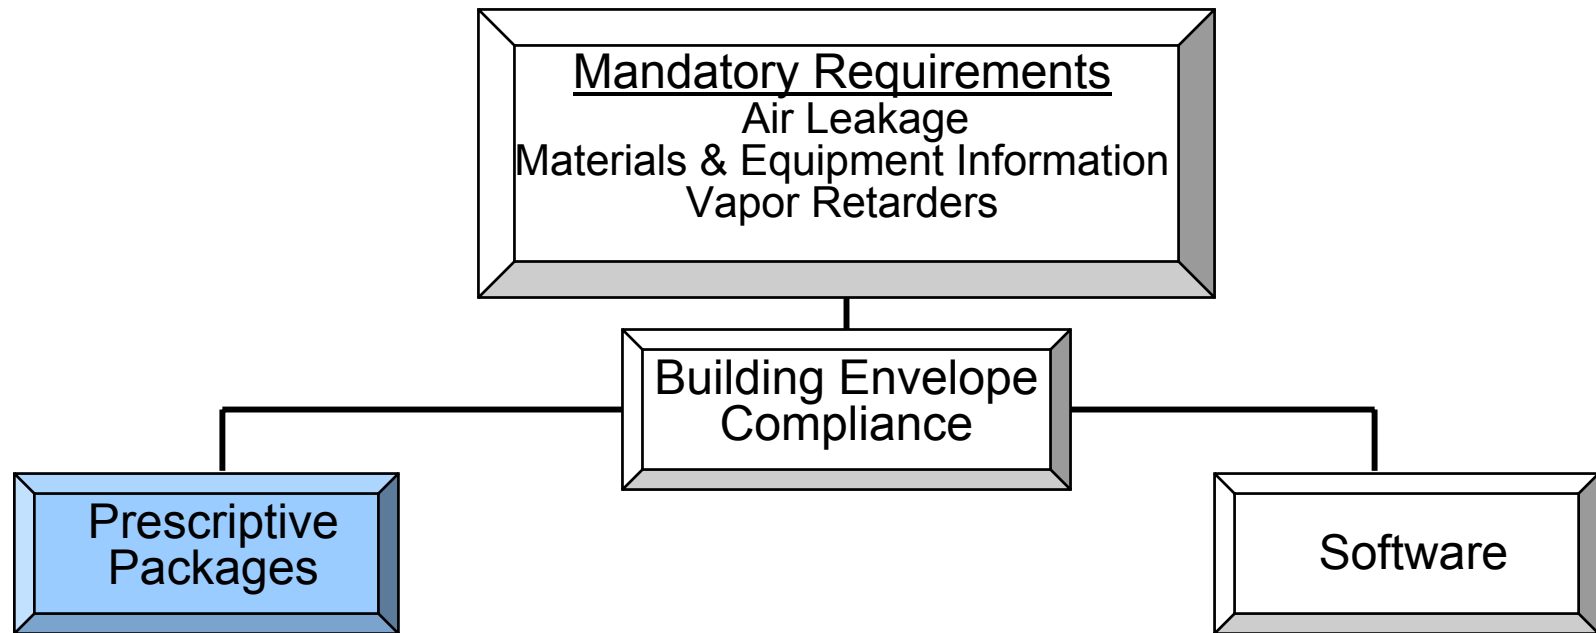 Mandatory Requirements
Air Leakage
Materials & Equipment Information
Vapor Retarders
Building Envelope
Compliance
Prescriptive
Packages
Software